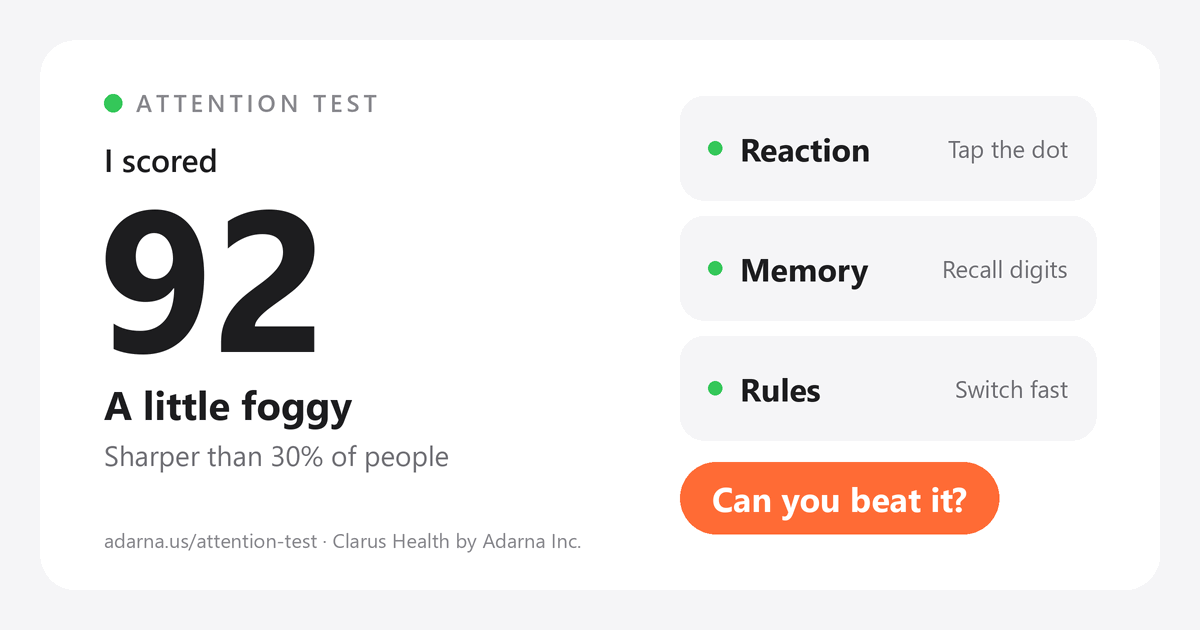 ATTENTION TEST
I scored
92
A little foggy
Sharper than 30% of people
adarna.us/attention-test · Clarus Health by Adarna Inc.
Reaction Tap the dot
Memory Recall digits
Rules Switch fast
Can you beat it?